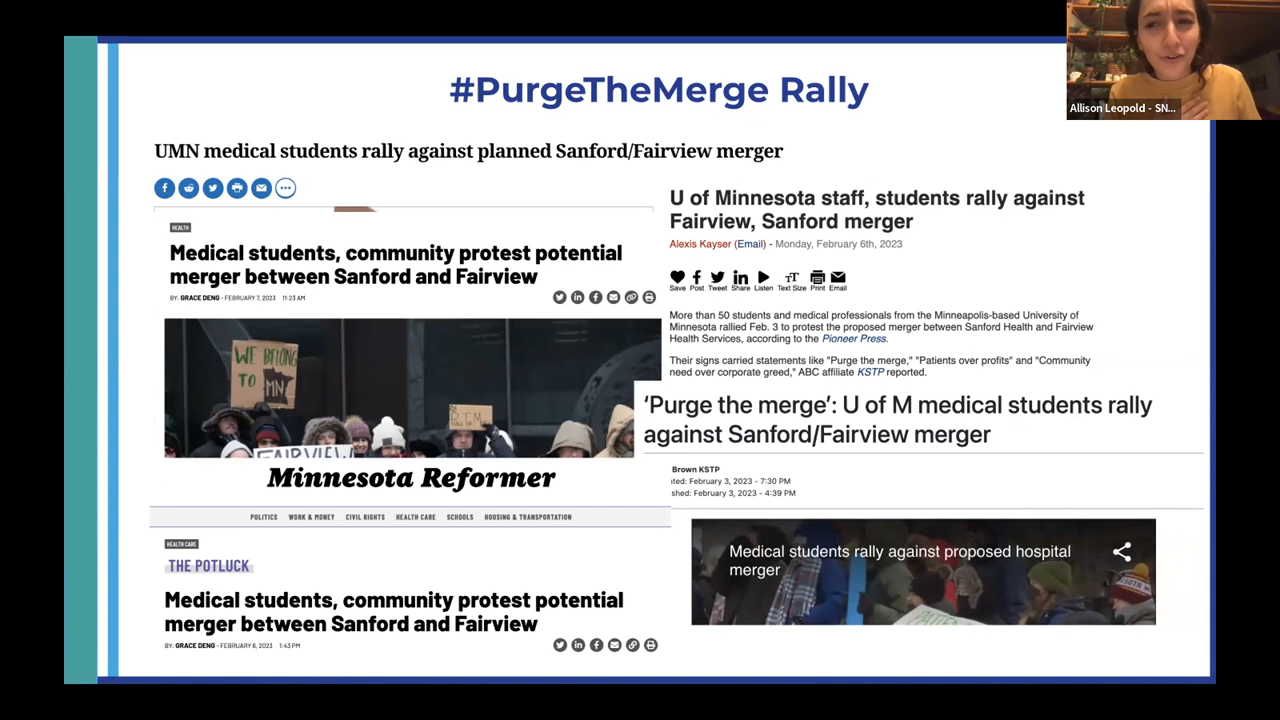 #PurgeTheMerge Rally
Allison Leopold - SN...
UMN medical students rally against planned Sanford/Fairview merger
HEALTH
Medical students, community protest potential
merger between Sanford and Fairview
BY: GRACE DENG - FEBRUARY 7, 2023 11:23 AM
WE BELONG
TO MN
P T M
FAIRVIEW
Minnesota Reformer
POLITICS WORK & MONEY CIVIL RIGHTS HEALTH CARE SCHOOLS HOUSING & TRANSPORTATION
HEALTH CARE
THE POTLUCK
Medical students, community protest potential
merger between Sanford and Fairview
BY: GRACE DENG - FEBRUARY 6, 2023 1:43 PM
U of Minnesota staff, students rally against
Fairview, Sanford merger
Alexis Kayser (Email) - Monday, February 6th, 2023
Save Post Tweet Share Listen Text Size Print Email
More than 50 students and medical professionals from the Minneapolis-based University of
Minnesota rallied Feb. 3 to protest the proposed merger between Sanford Health and Fairview
Health Services, according to the Pioneer Press.
Their signs carried statements like "Purge the merge," "Patients over profits" and "Community
need over corporate greed," ABC affiliate KSTP reported.
‘Purge the merge’: U of M medical students rally
against Sanford/Fairview merger
Brown KSTP
ated: February 3, 2023 - 7:30 PM
shed: February 3, 2023 - 4:39 PM
Medical students rally against proposed hospital
merger